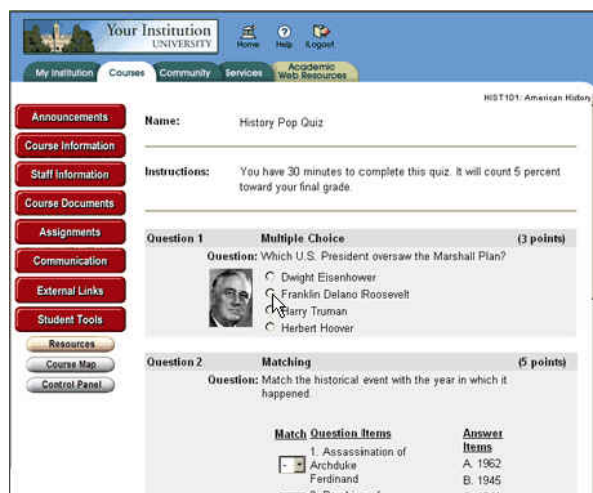 Your Institution
UNIVERSITY
Home Help Logout
My Institution Courses Community Services Academic Web Resources
HIST101: American History
Announcements
Course Information
Staff Information
Course Documents
Assignments
Communication
External Links
Student Tools
Resources
Course Map
Control Panel
Name: History Pop Quiz
Instructions: You have 30 minutes to complete this quiz. It will count 5 percent
toward your final grade.
Question 1 Multiple Choice (3 points)
Question: Which U.S. President oversaw the Marshall Plan?
Dwight Eisenhower
Franklin Delano Roosevelt
Harry Truman
Herbert Hoover
Question 2 Matching (5 points)
Question: Match the historical event with the year in which it
happened.
Match Question Items Answer
Items
1. Assassination of
Archduke A. 1962
Ferdinand B. 1945